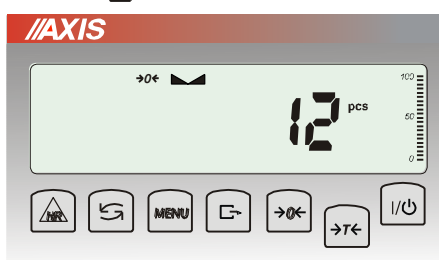 //AXIS
→0← 100
12 pcs 50
0
HR MENU →0← →T← I/⏻